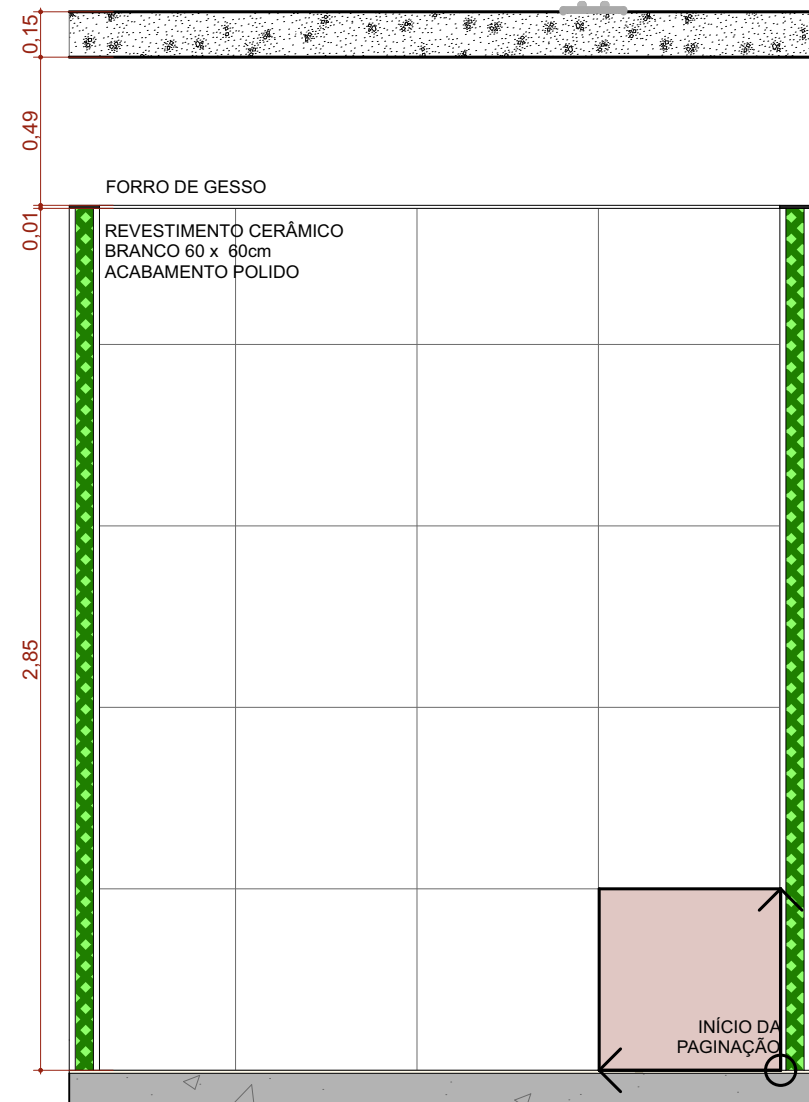 0,15
0,49
FORRO DE GESSO
0,01
REVESTIMENTO CERÂMICO
BRANCO 60 x 60cm
ACABAMENTO POLIDO
2,85
INÍCIO DA
PAGINAÇÃO